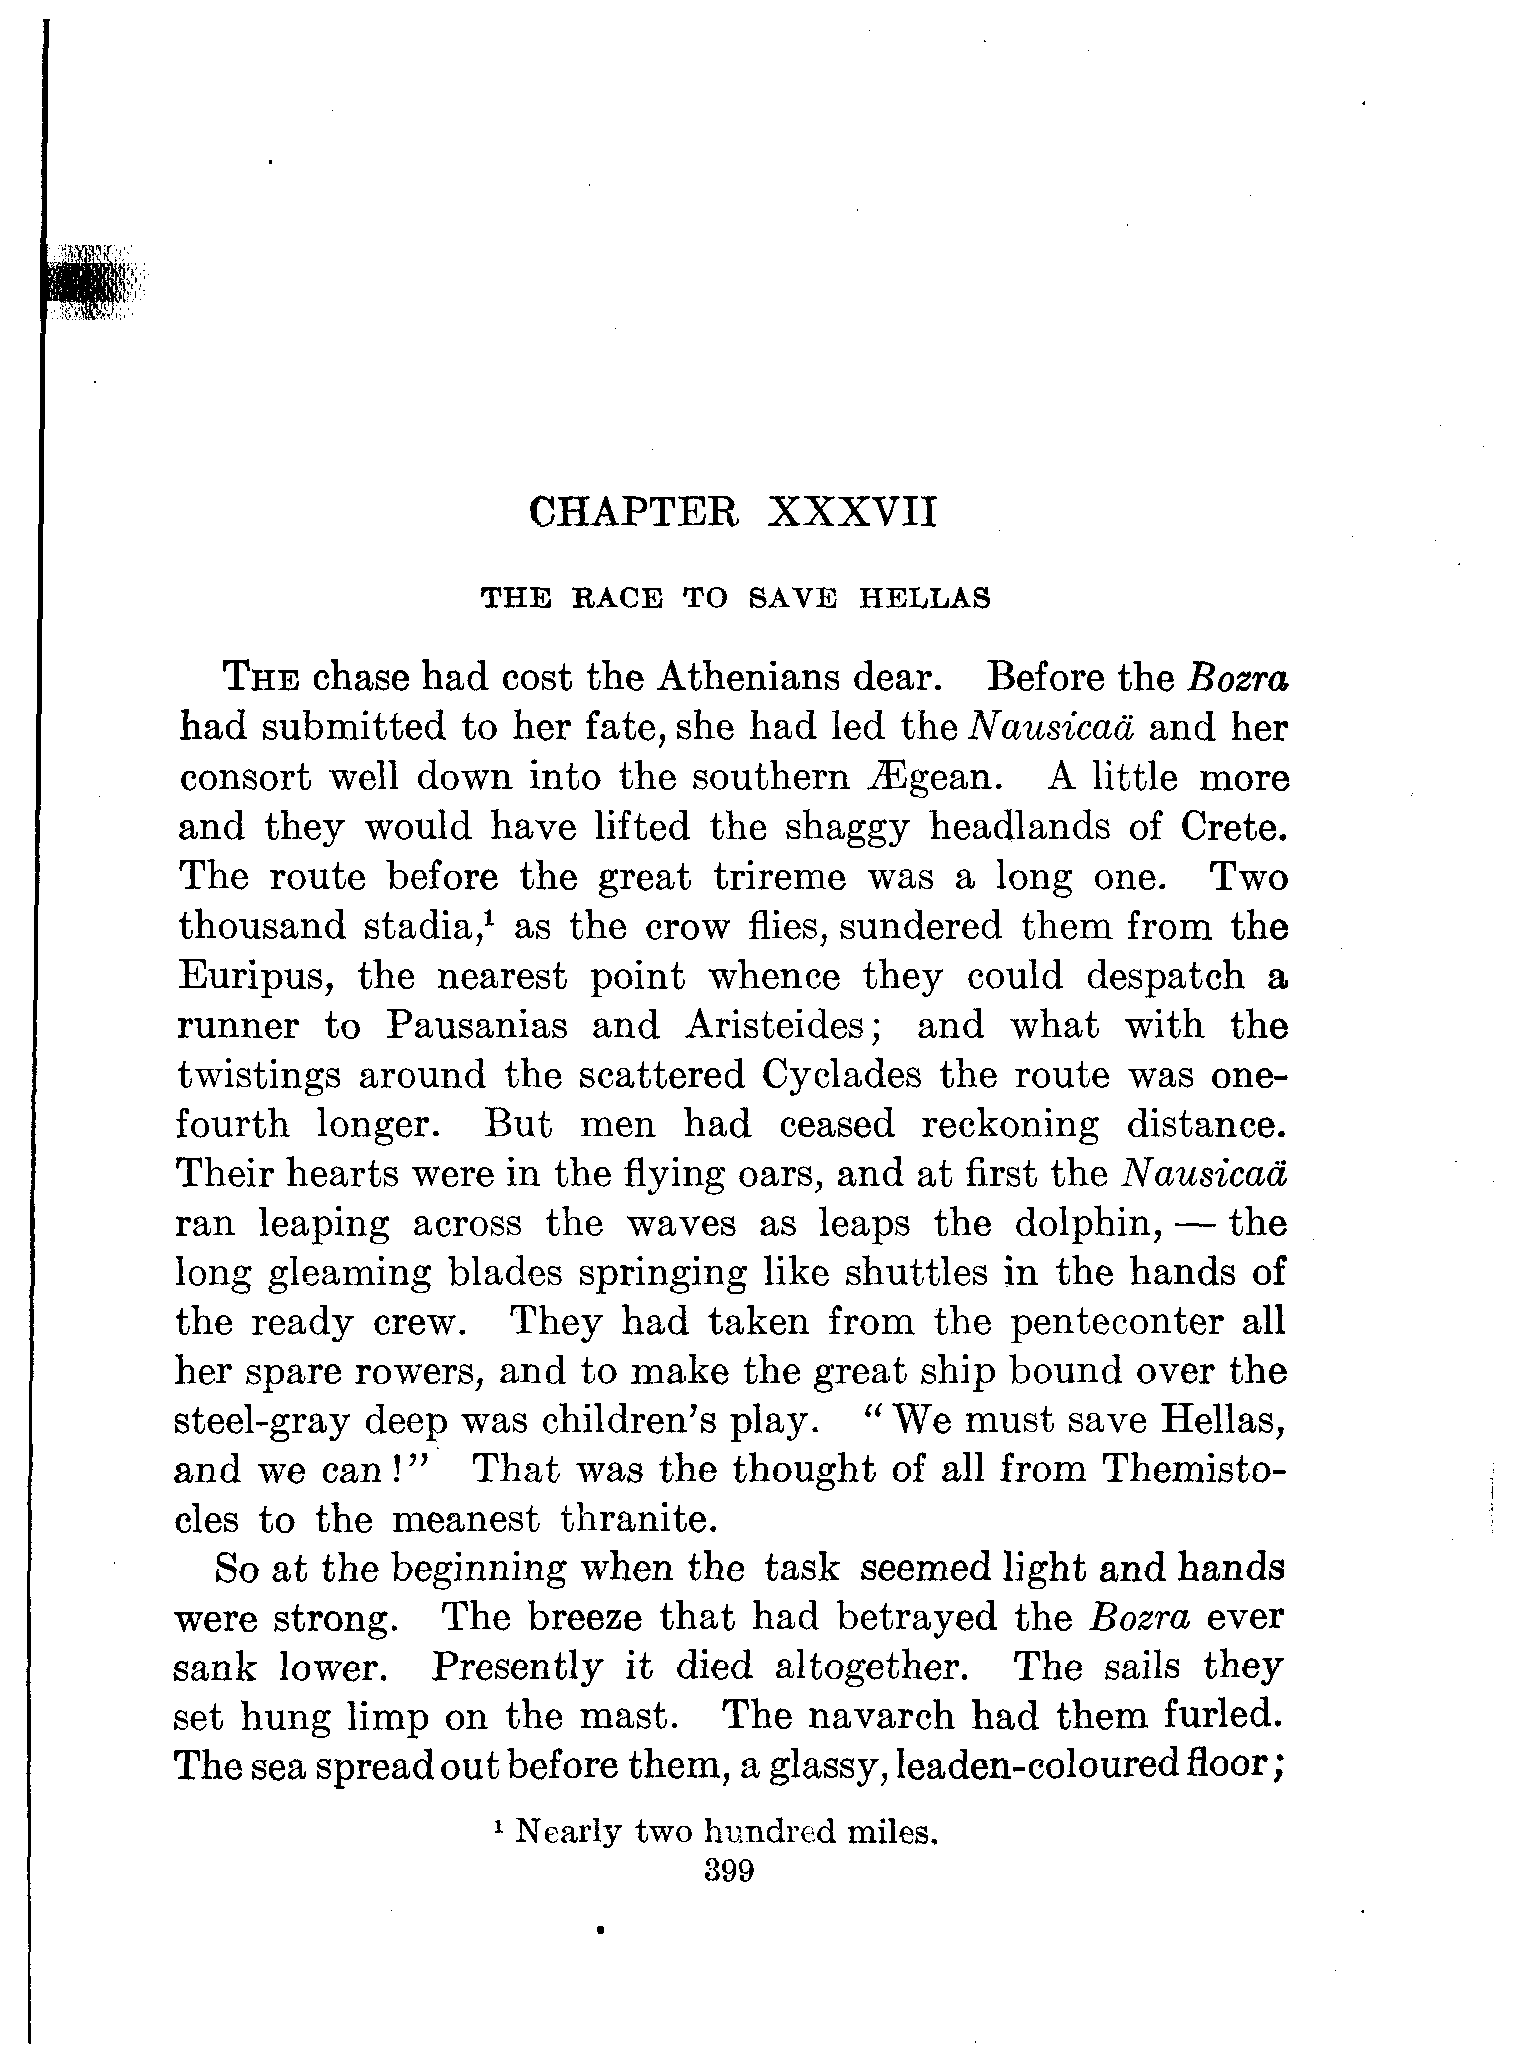 CHAPTER XXXVII
THE RACE TO SAVE HELLAS
THE chase had cost the Athenians dear. Before the Bozra
had submitted to her fate, she had led the Nausicaä and her
consort well down into the southern Ægean. A little more
and they would have lifted the shaggy headlands of Crete.
The route before the great trireme was a long one. Two
thousand stadia,¹ as the crow flies, sundered them from the
Euripus, the nearest point whence they could despatch a
runner to Pausanias and Aristeides; and what with the
twistings around the scattered Cyclades the route was one-
fourth longer. But men had ceased reckoning distance.
Their hearts were in the flying oars, and at first the Nausicaä
ran leaping across the waves as leaps the dolphin, — the
long gleaming blades springing like shuttles in the hands of
the ready crew. They had taken from the penteconter all
her spare rowers, and to make the great ship bound over the
steel-gray deep was children's play. "We must save Hellas,
and we can!" That was the thought of all from Themisto-
cles to the meanest thranite.
So at the beginning when the task seemed light and hands
were strong. The breeze that had betrayed the Bozra ever
sank lower. Presently it died altogether. The sails they
set hung limp on the mast. The navarch had them furled.
The sea spread out before them, a glassy, leaden-coloured floor;
¹ Nearly two hundred miles.
399